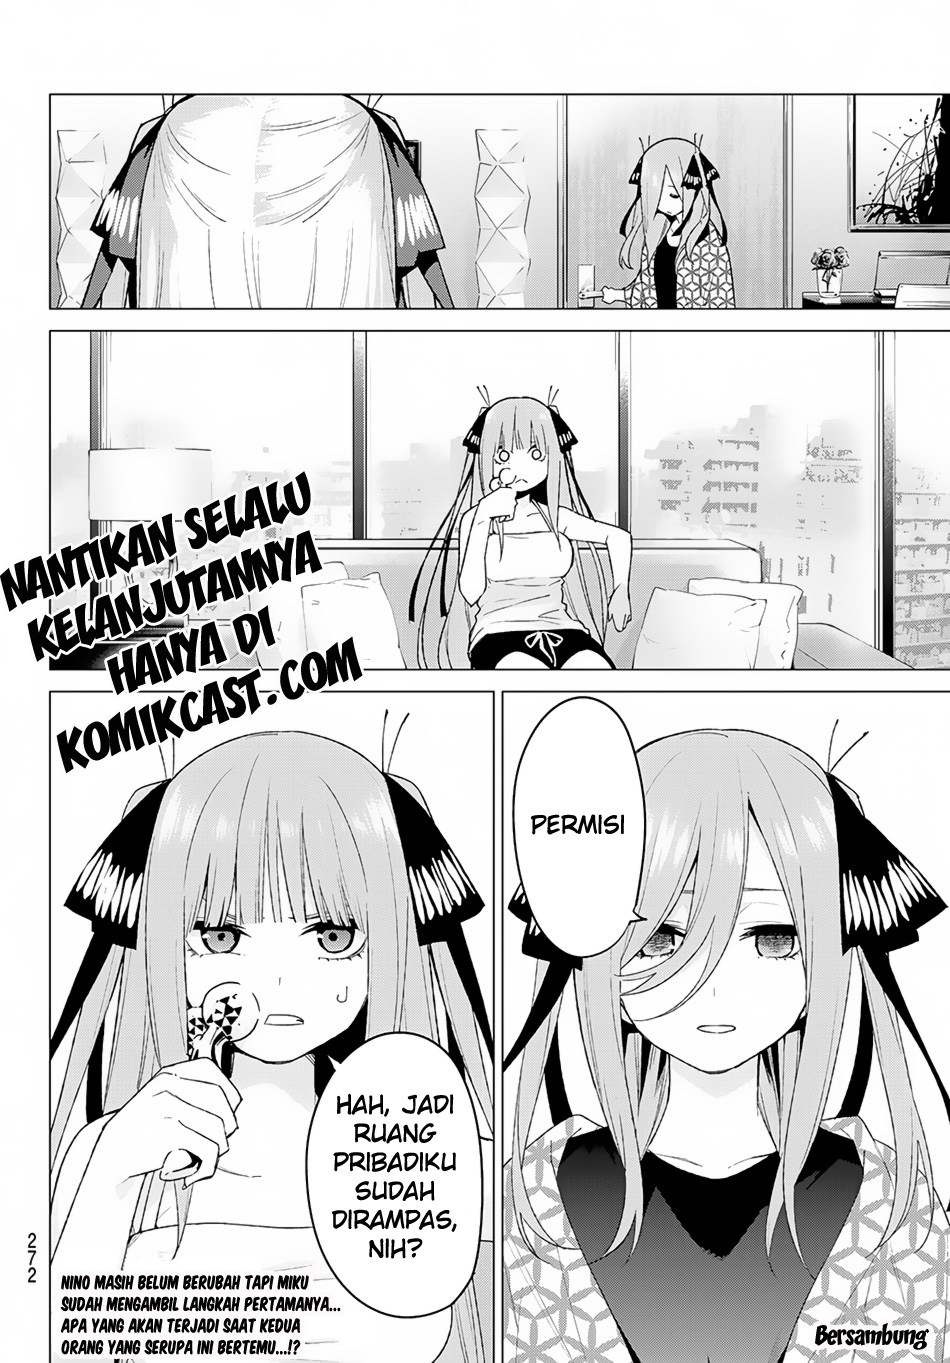 NANTIKAN SELALU
KELANJUTANNYA
HANYA DI
KOMIKCAST.COM
PERMISI
HAH, JADI
RUANG
PRIBADIKU
SUDAH
DIRAMPAS,
NIH?
272
NINO MASIH BELUM BERUBAH TAPI MIKU
SUDAH MENGAMBIL LANGKAH PERTAMANYA...
APA YANG AKAN TERJADI SAAT KEDUA
ORANG YANG SERUPA INI BERTEMU...!?
Bersambung